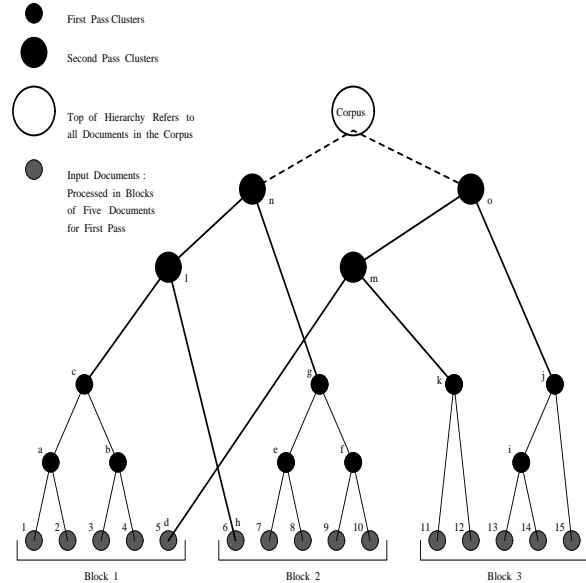 First Pass Clusters
Second Pass Clusters
Top of Hierarchy Refers to
all Documents in the Corpus
Input Documents :
Processed in Blocks
of Five Documents
for First Pass
Corpus
n
o
l
m
c
g
k
j
a
b
e
f
i
1 2 3 4 5 d 6 h 7 8 9 10 11 12 13 14 15
Block 1 Block 2 Block 3